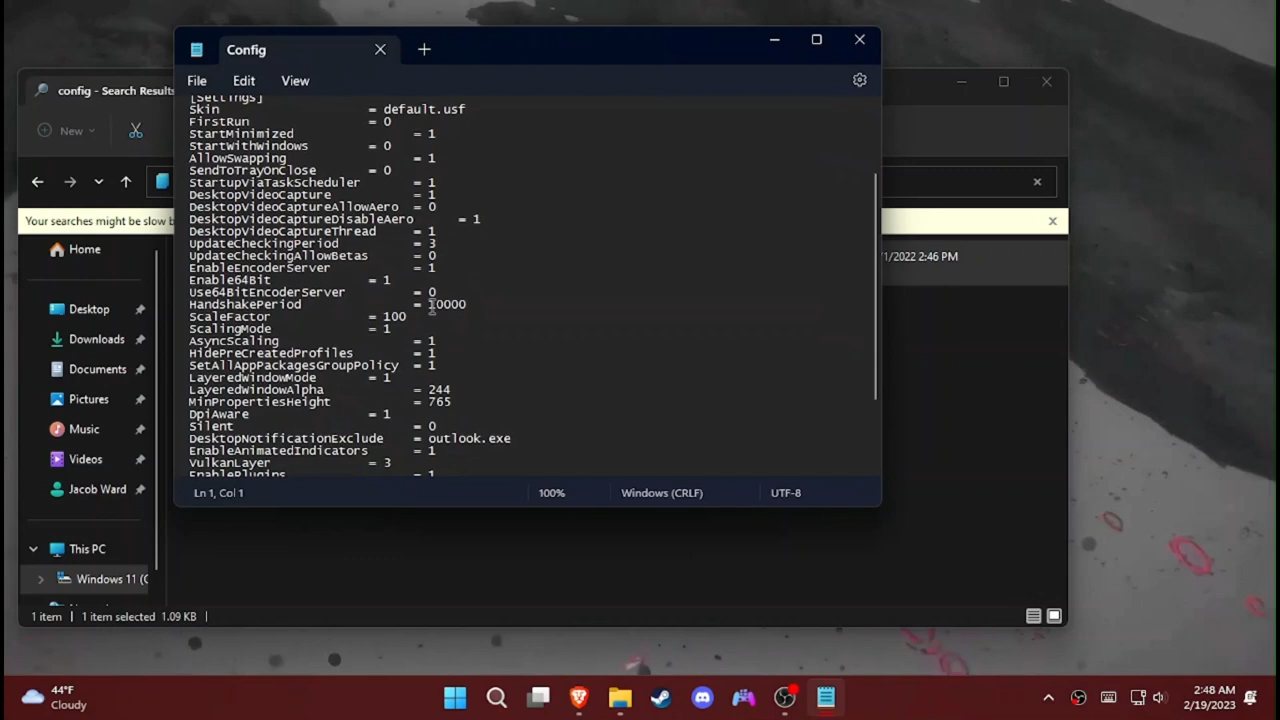 Config
File Edit View
config - Search Results
New
[Settings]
Skin = default.usf
FirstRun = 0
StartMinimized = 1
StartWithWindows = 0
AllowSwapping = 1
SendToTrayOnClose = 0
StartupViaTaskScheduler = 1
DesktopVideoCapture = 1
DesktopVideoCaptureAllowAero = 0
DesktopVideoCaptureDisableAero = 1
DesktopVideoCaptureThread = 1
UpdateCheckingPeriod = 3
UpdateCheckingAllowBetas = 0
EnableEncoderServer = 1
Enable64Bit = 1
Use64BitEncoderServer = 0
HandshakePeriod = 10000
ScaleFactor = 100
ScalingMode = 1
AsyncScaling = 1
HidePreCreatedProfiles = 1
SetAllAppPackagesGroupPolicy = 1
LayeredWindowMode = 1
LayeredWindowAlpha = 244
MinPropertiesHeight = 765
DpiAware = 1
Silent = 0
DesktopNotificationExclude = outlook.exe
EnableAnimatedIndicators = 1
VulkanLayer = 3
EnablePlugins = 1
Ln 1, Col 1 100% Windows (CRLF) UTF-8
Your searches might be slow b
/1/2022 2:46 PM
Home
Desktop
Downloads
Documents
Pictures
Music
Videos
Jacob Ward
This PC
Windows 11 (C
1 item 1 item selected 1.09 KB
44°F
Cloudy
2:48 AM
2/19/2023